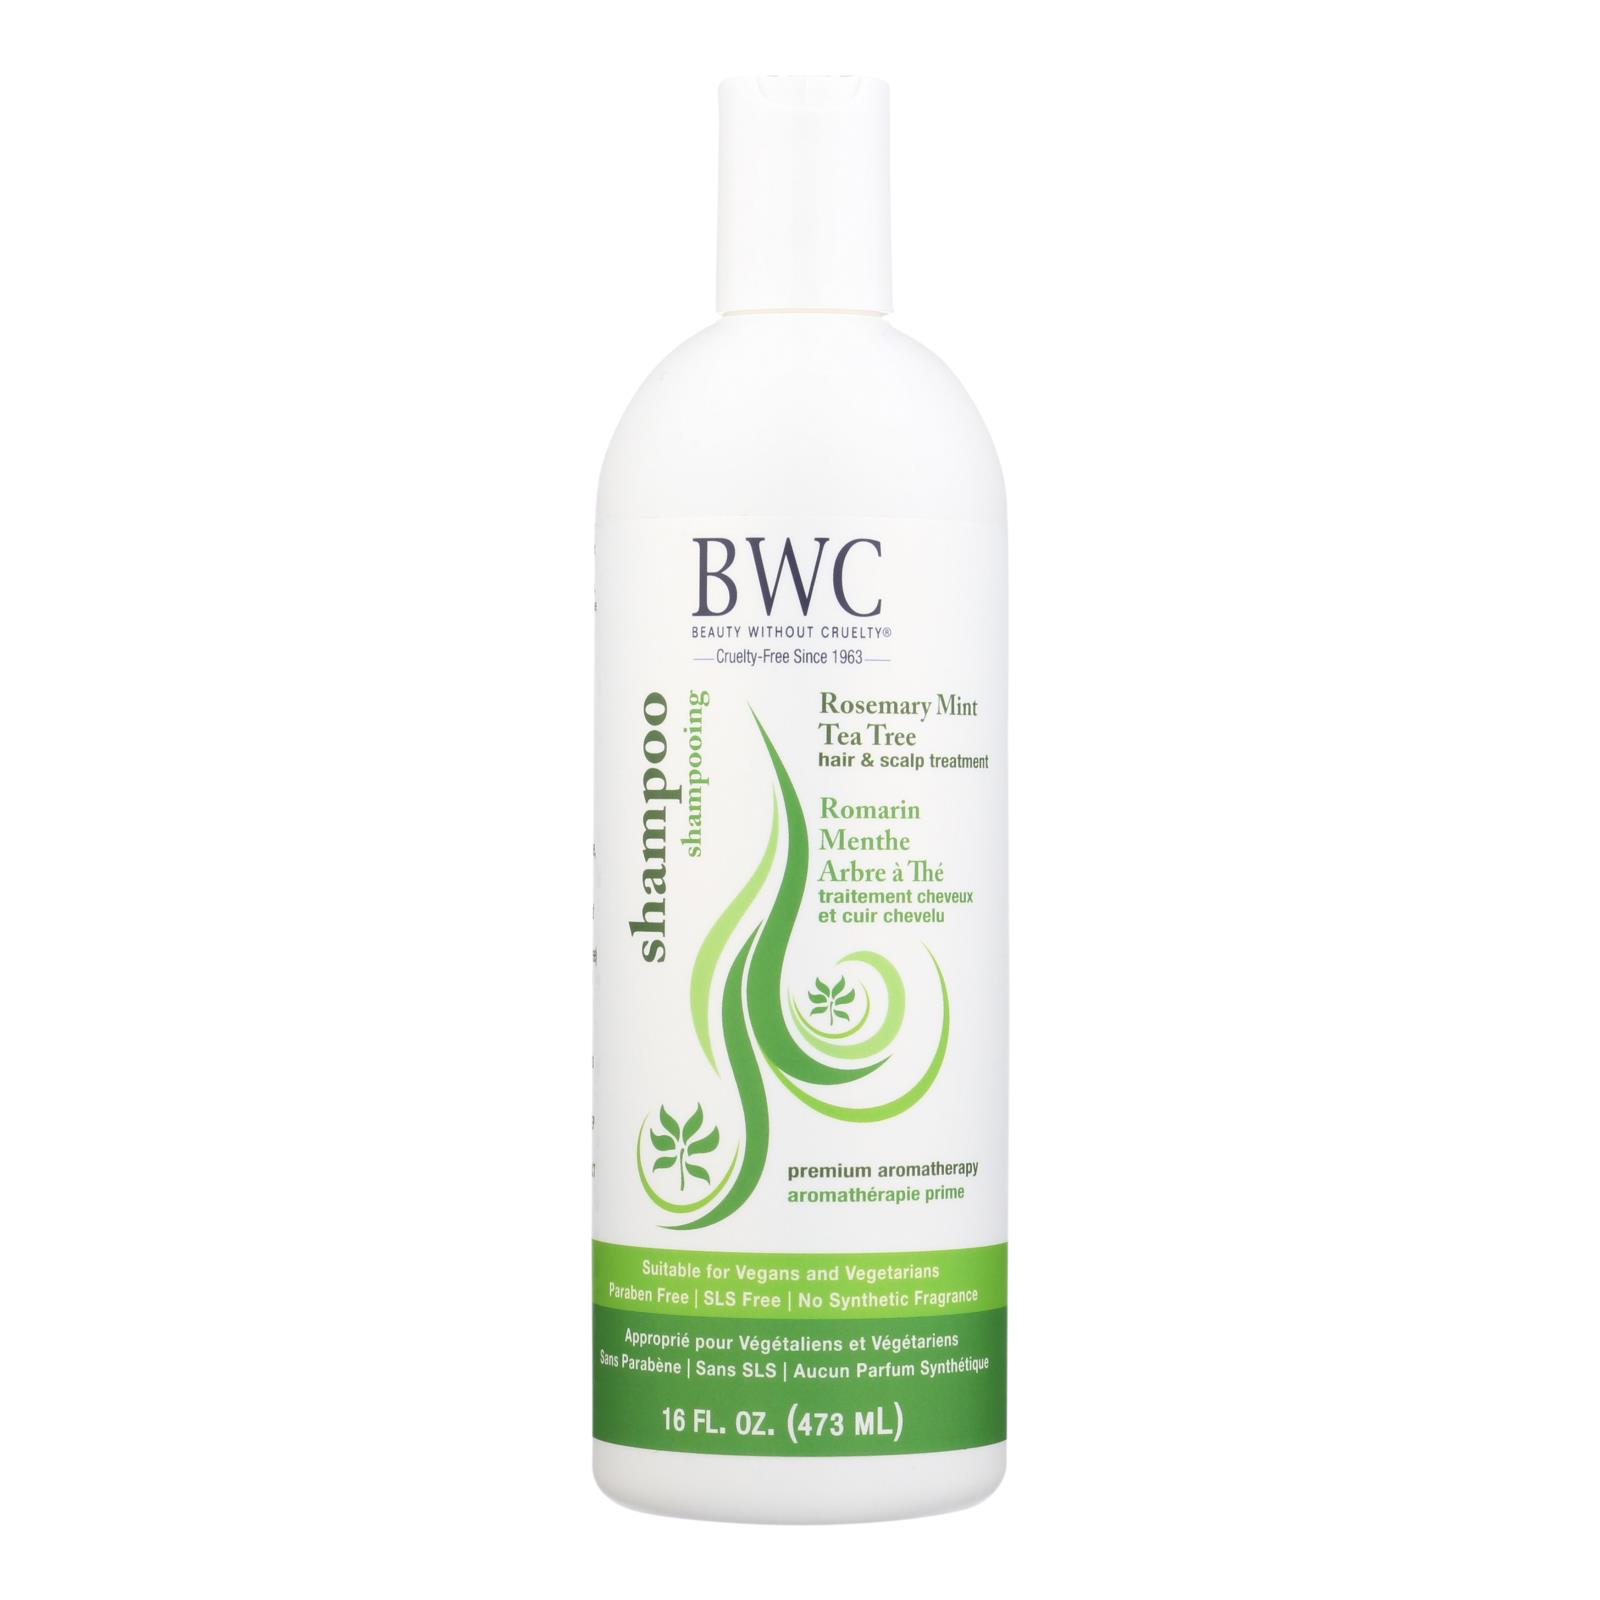 BWC
BEAUTY WITHOUT CRUELTY®
Cruelty-Free Since 1963
shampoo
shampooing
Rosemary Mint
Tea Tree
hair & scalp treatment
Romarin
Menthe
Arbre à Thé
traitement cheveux
et cuir chevelu
premium aromatherapy
aromathérapie prime
Suitable for Vegans and Vegetarians
Paraben Free | SLS Free | No Synthetic Fragrance
Approprié pour Végétaliens et Végétariens
Sans Parabène | Sans SLS | Aucun Parfum Synthétique
16 FL. OZ. (473 mL)